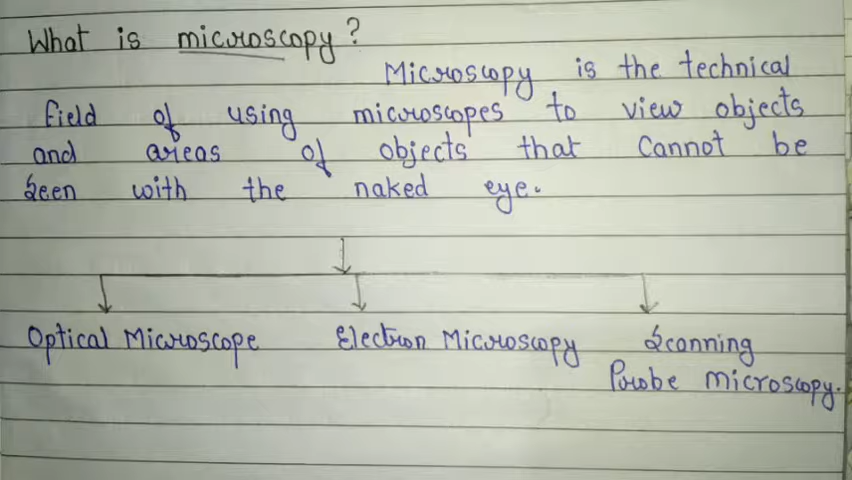 What is microscopy?
Microscopy is the technical
field of using microscopes to view objects
and areas of objects that cannot be
seen with the naked eye.
Optical Microscope Electron Microscopy Scanning
Probe microscopy.